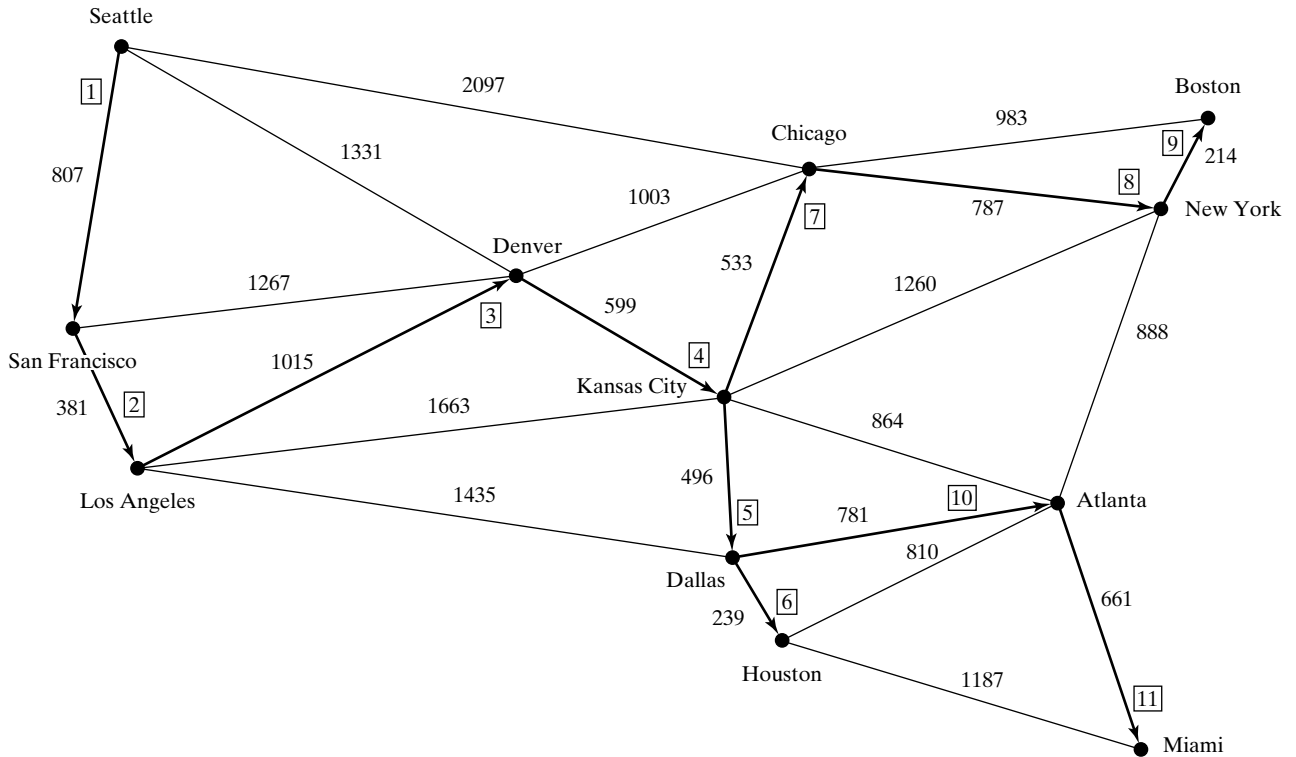 Seattle
1
2097
Boston
983
Chicago
1331
9
214
807
8
1003
787
New York
7
Denver
533
1267
599
1260
3
888
San Francisco
1015
4
Kansas City
381
2
1663
864
496
1435
10
Atlanta
Los Angeles
5
781
810
Dallas
661
239
6
Houston
1187
11
Miami